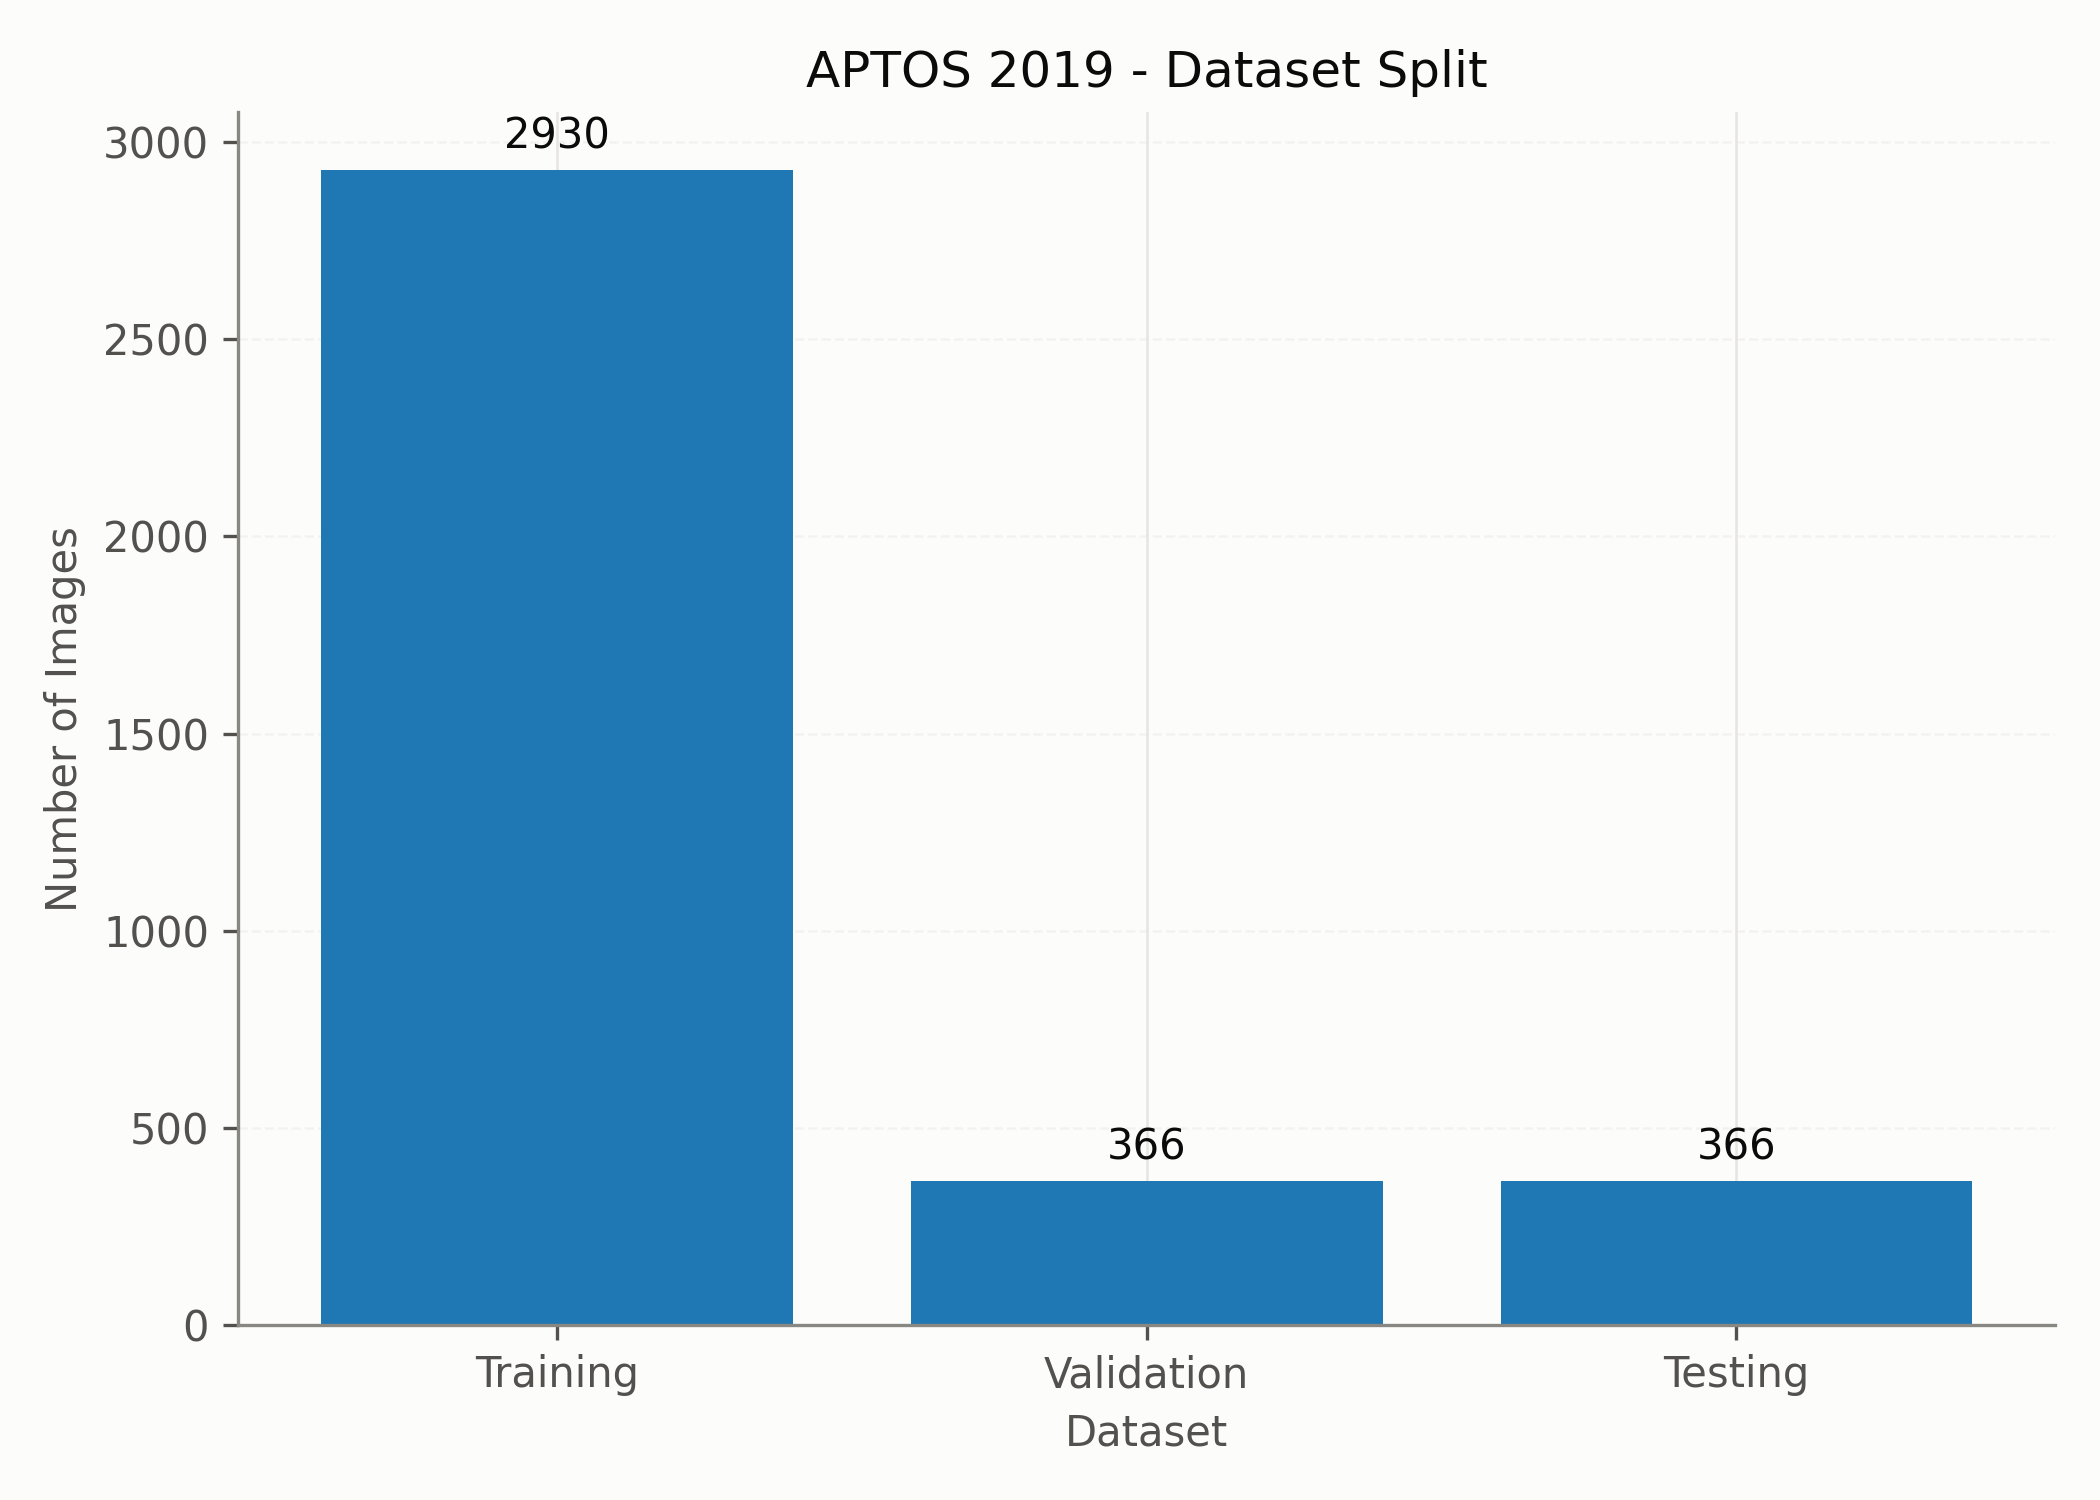 APTOS 2019 - Dataset Split
2930
3000
2500
2000
1500
1000
500
0
Number of Images
366
366
Training
Validation
Testing
Dataset